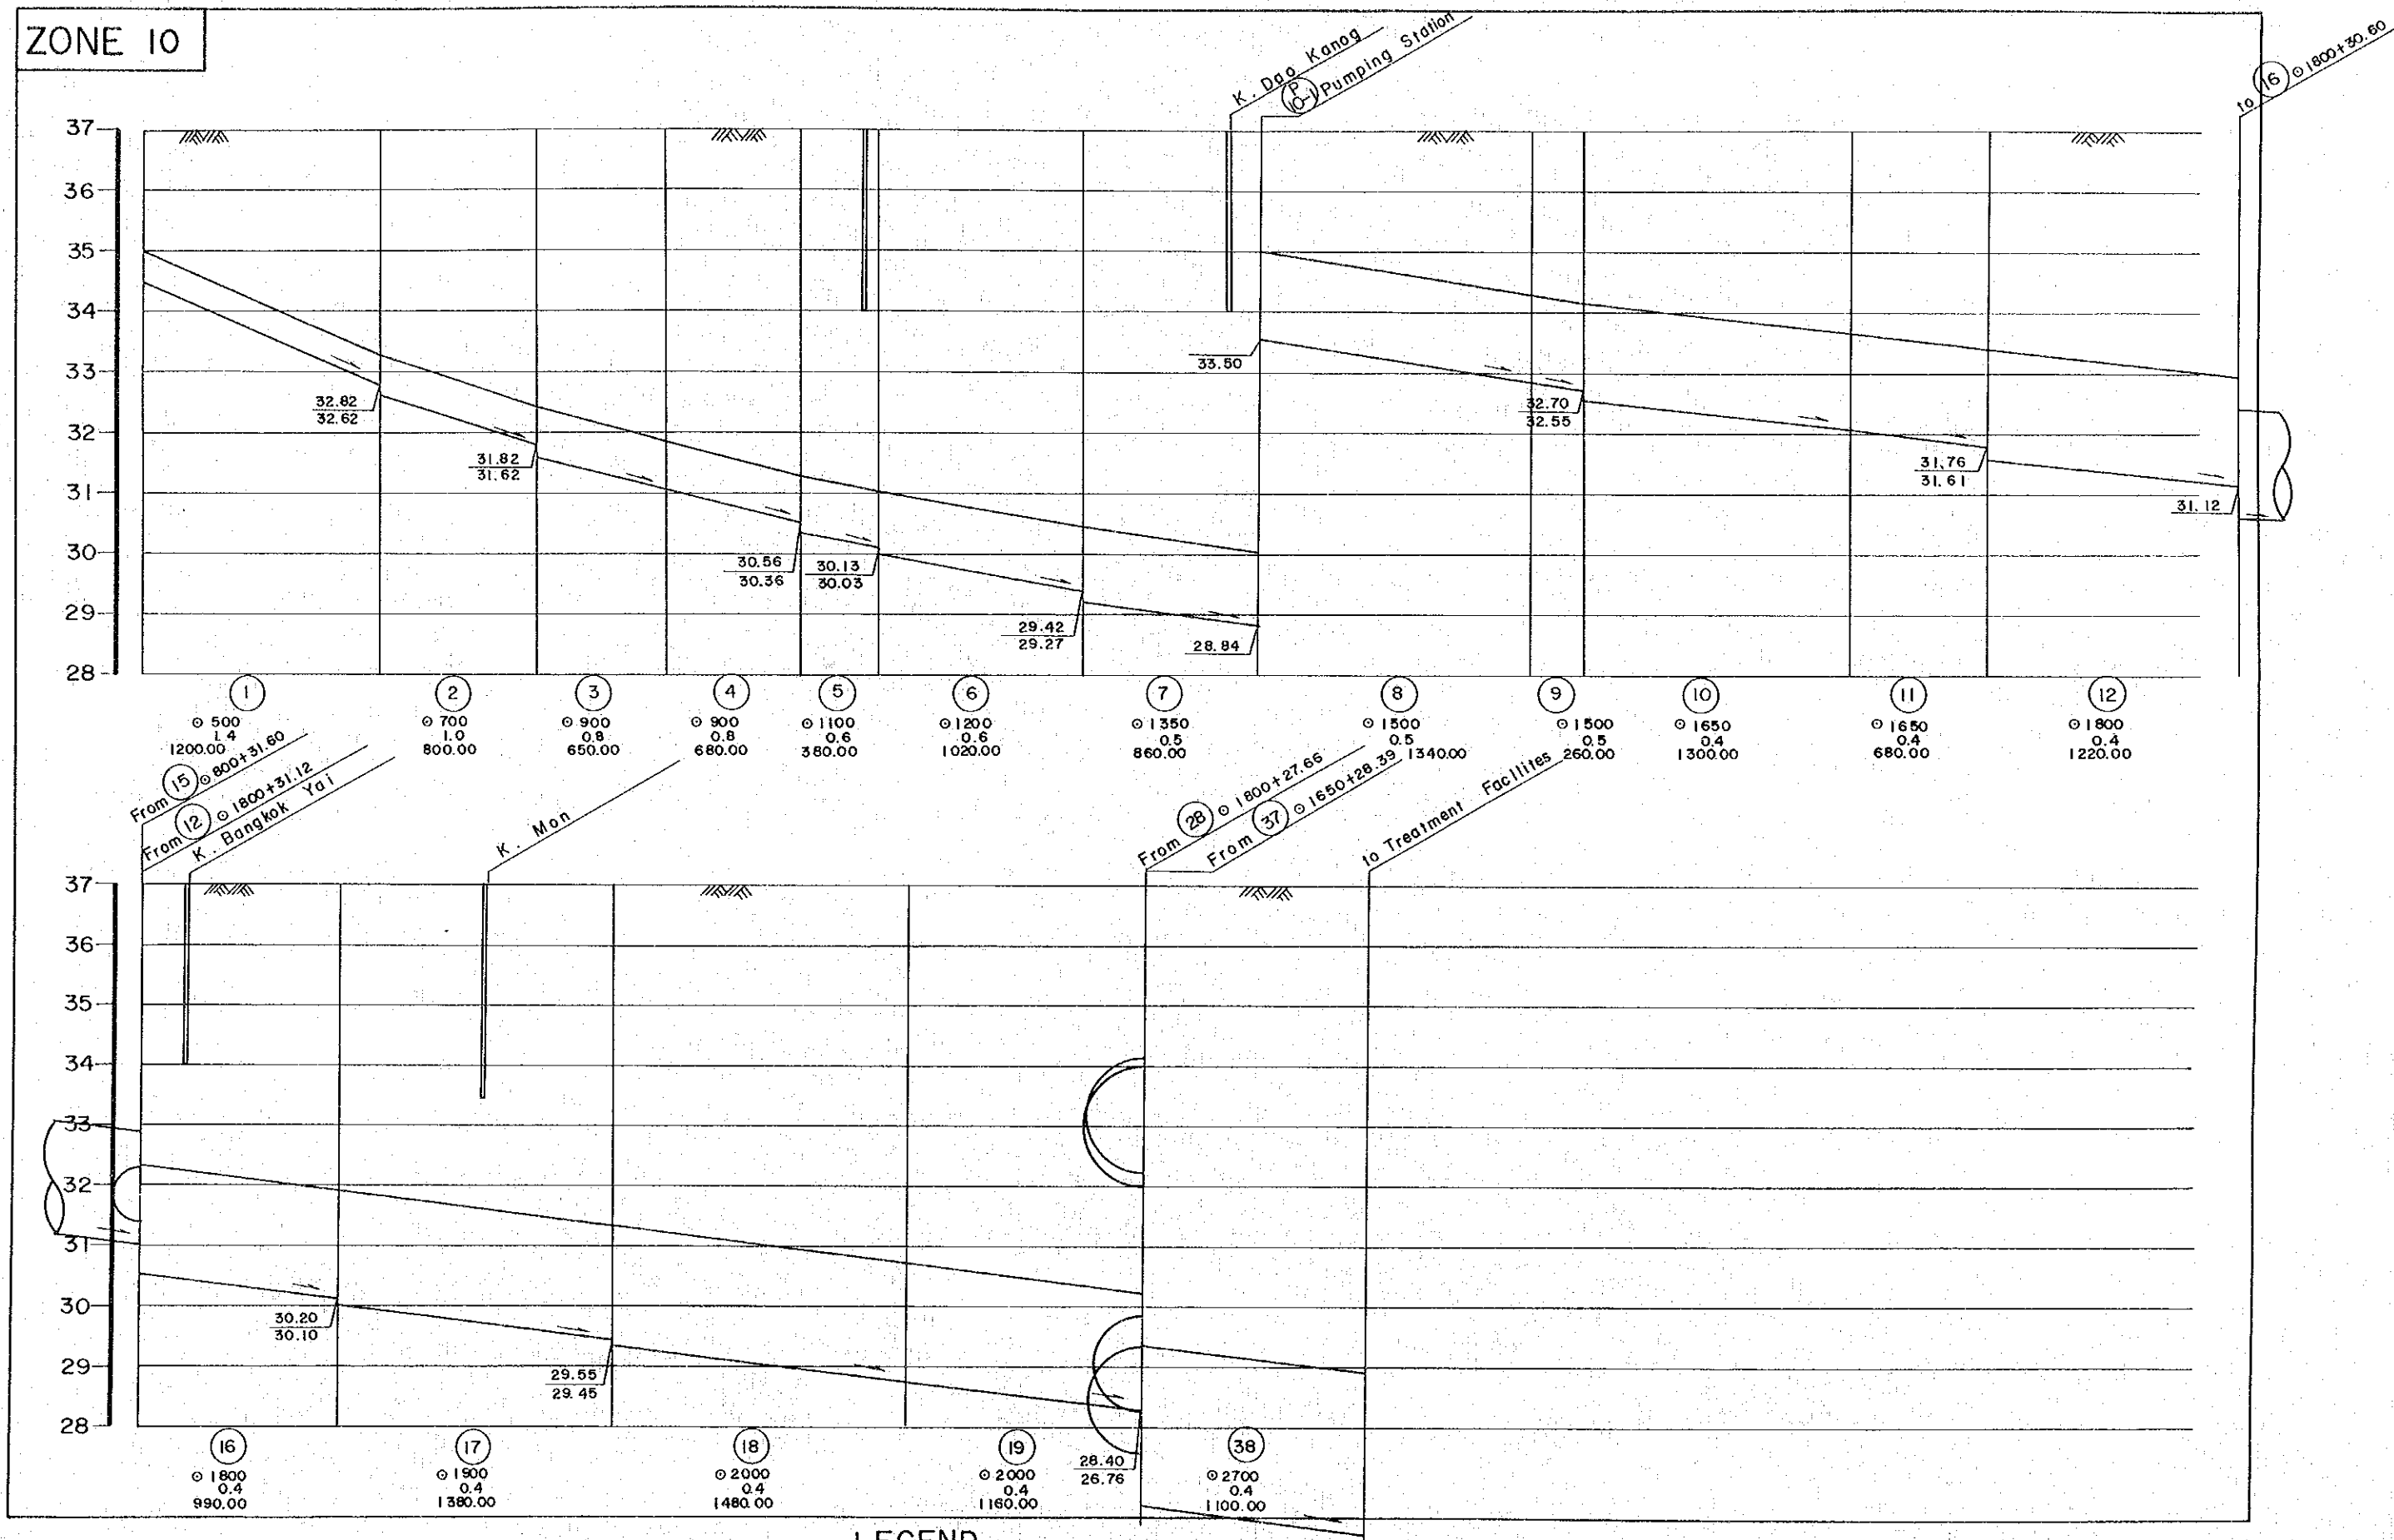 ZONE 10
K. Dao Kanog
P 10-1 Pumping Station
to 16 ⊙1800+30.60
37
36
35
34
33
32
31
30
29
28
32.82
32.62
31.82
31.62
30.56
30.36
30.13
30.03
29.42
29.27
28.84
33.50
32.70
32.55
31.76
31.61
31.12
1 2 3 4 5 6 7 8 9 10 11 12
⊙500 ⊙700 ⊙900 ⊙900 ⊙1100 ⊙1200 ⊙1350 ⊙1500 ⊙1500 ⊙1650 ⊙1650 ⊙1800
1.4 1.0 0.8 0.8 0.6 0.6 0.5 0.5 0.5 0.4 0.4 0.4
1200.00 800.00 650.00 680.00 380.00 1020.00 860.00 1340.00 260.00 1300.00 680.00 1220.00
From 15 ⊙800+31.60
From 12 ⊙1800+31.12
K. Bangkok Yai
K. Mon
From 28 ⊙1800+27.66
From 37 ⊙1650+28.39
to Treatment Facilites
37
36
35
34
33
32
31
30
29
28
30.20
30.10
29.55
29.45
28.40
26.76
16 17 18 19 38
⊙1800 ⊙1900 ⊙2000 ⊙2000 ⊙2700
0.4 0.4 0.4 0.4 0.4
990.00 1380.00 1480.00 1160.00 1100.00
LEGEND